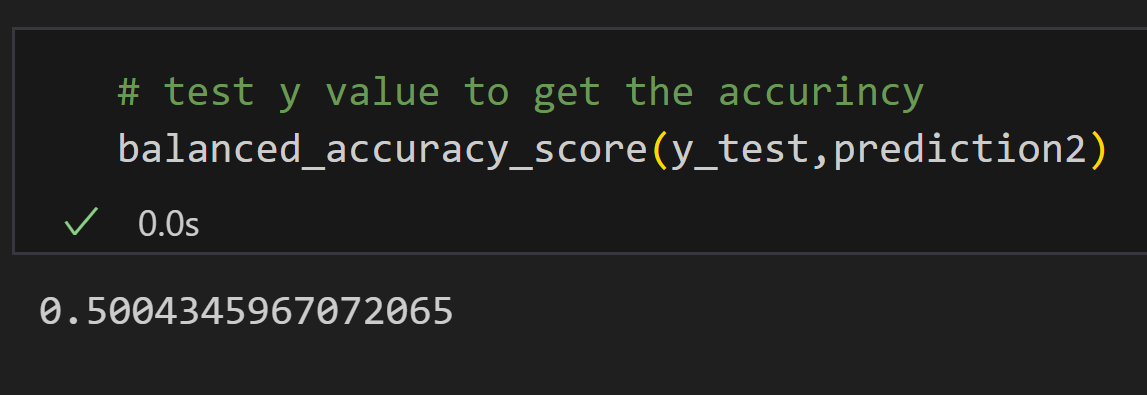 # test y value to get the accurincy
balanced_accuracy_score(y_test,prediction2)
✓ 0.0s
0.5004345967072065